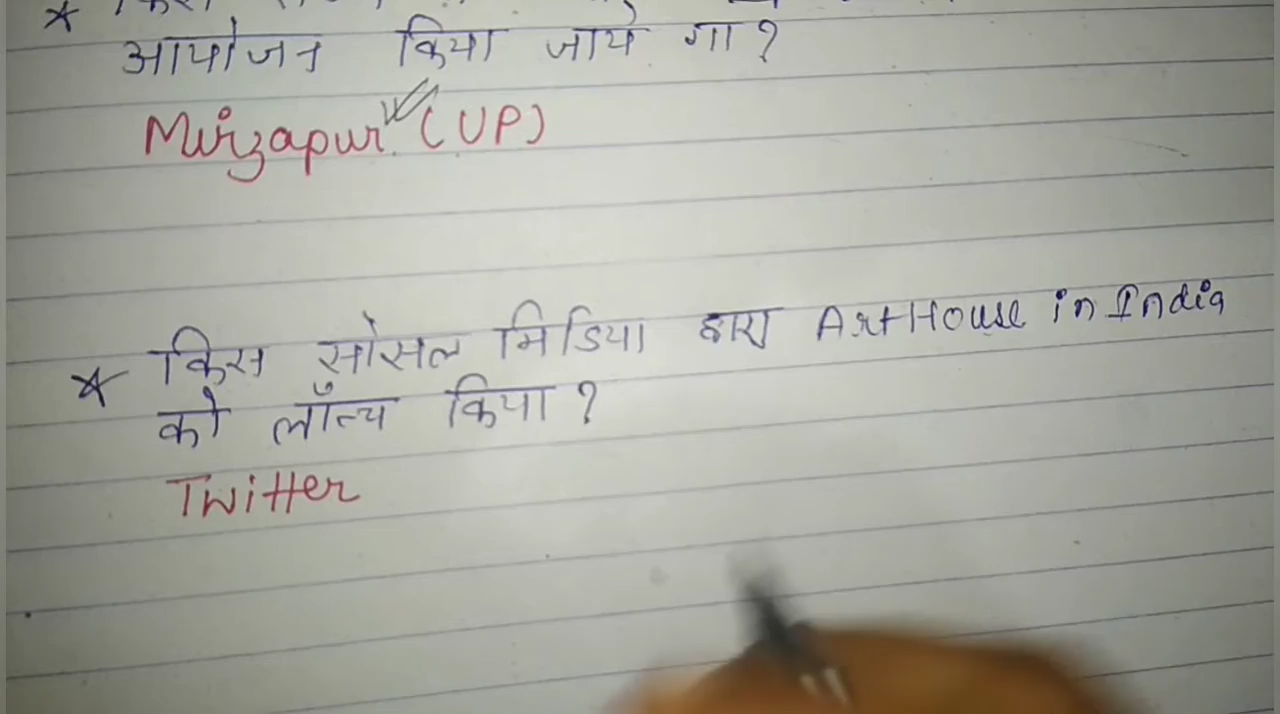 * किस
आयोजन किया जाये गा?
Mirzapur (UP)
* किस सोसल मिडिया द्वारा ArtHouse in India
को लॉन्च किया?
Twitter